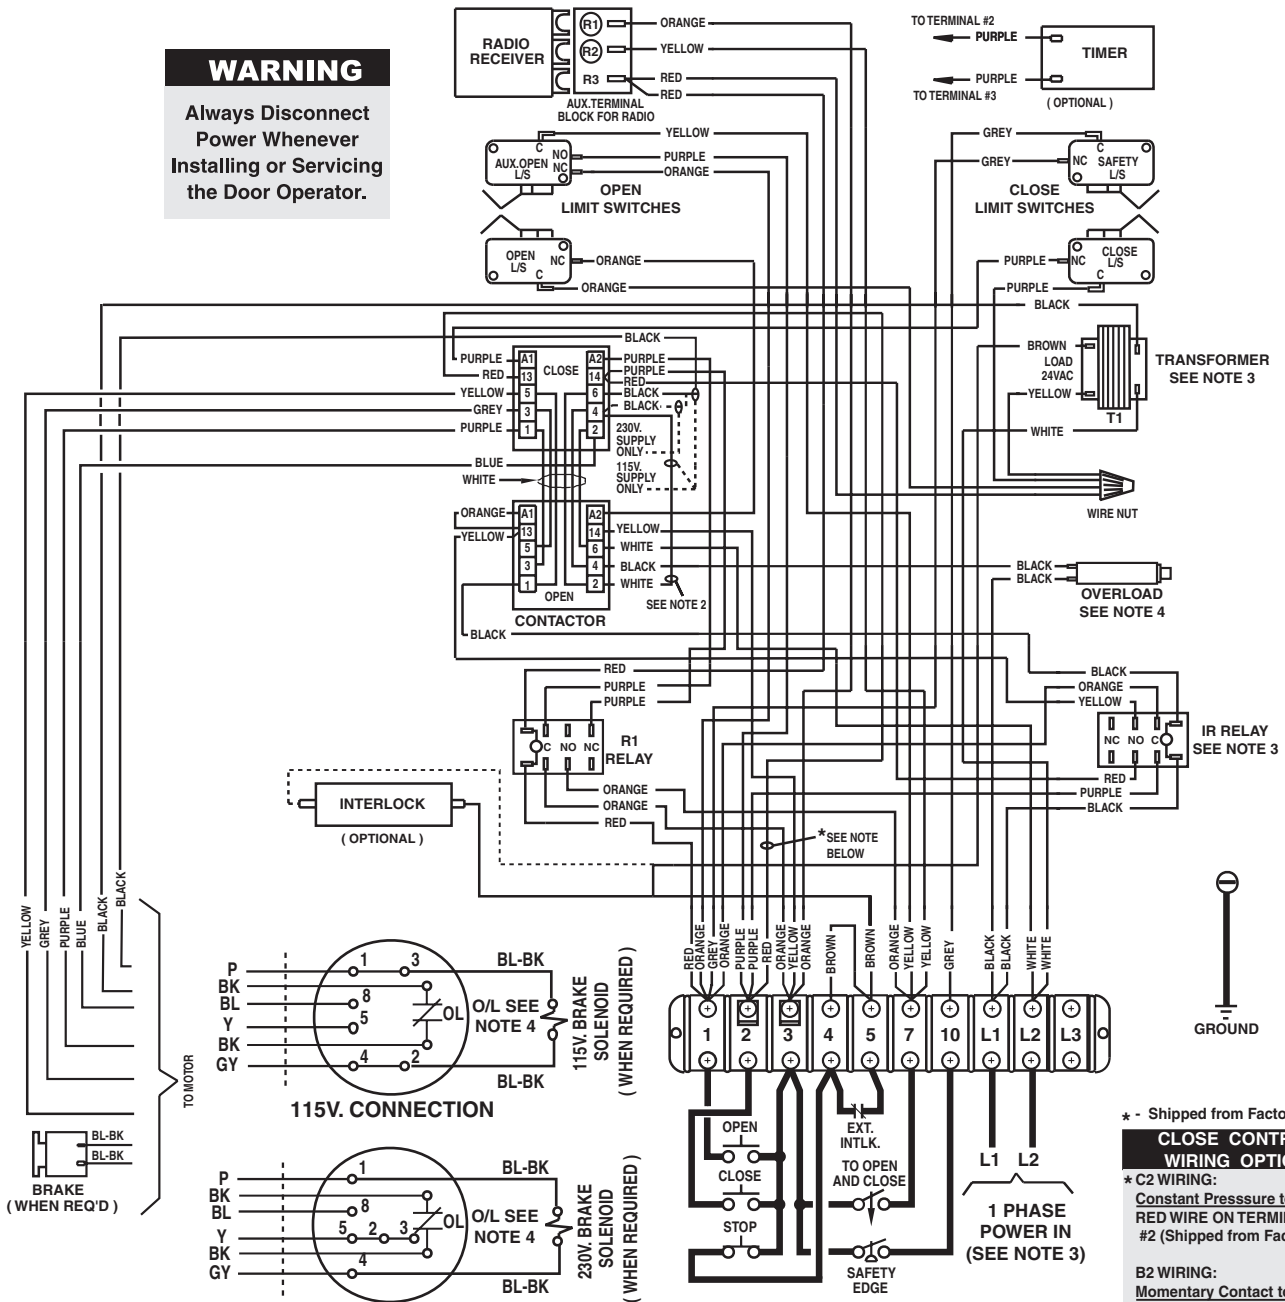 WARNING
Always Disconnect
Power Whenever
Installing or Servicing
the Door Operator.
RADIO
RECEIVER
R1
R2
R3
ORANGE
YELLOW
RED
RED
AUX.TERMINAL
BLOCK FOR RADIO
TO TERMINAL #2
PURPLE
PURPLE
TO TERMINAL #3
TIMER
( OPTIONAL )
C
NO
NC
AUX.OPEN
L/S
YELLOW
PURPLE
ORANGE
OPEN
LIMIT SWITCHES
OPEN
L/S
NC
C
ORANGE
ORANGE
GREY
GREY
C
NC
SAFETY
L/S
CLOSE
LIMIT SWITCHES
PURPLE
NC
CLOSE
L/S
C
PURPLE
BLACK
BROWN
LOAD
24VAC
YELLOW
T1
WHITE
TRANSFORMER
SEE NOTE 3
WIRE NUT
BLACK
PURPLE
RED
YELLOW
GREY
PURPLE
BLUE
WHITE
A1
13
5
3
1
CLOSE
A2
14
6
4
2
PURPLE
PURPLE
RED
BLACK
BLACK
230V.
SUPPLY
ONLY
115V.
SUPPLY
ONLY
ORANGE
YELLOW
A1
13
5
3
1
OPEN
A2
14
6
4
2
YELLOW
WHITE
BLACK
WHITE
SEE NOTE 2
CONTACTOR
BLACK
BLACK
BLACK
OVERLOAD
SEE NOTE 4
RED
PURPLE
PURPLE
C NO NC
R1
RELAY
ORANGE
ORANGE
RED
BLACK
ORANGE
YELLOW
NC NO C
IR RELAY
SEE NOTE 3
RED
PURPLE
BLACK
INTERLOCK
( OPTIONAL )
*SEE NOTE
BELOW
YELLOW
GREY
PURPLE
BLUE
BLACK
BLACK
TO MOTOR
BL-BK
BL-BK
BRAKE
( WHEN REQ'D )
P
BK
BL
Y
BK
GY
1
3
8
5
4
2
OL
BL-BK
O/L SEE
NOTE 4
BL-BK
115V. BRAKE
SOLENOID
( WHEN REQUIRED )
115V. CONNECTION
P
BK
BL
Y
BK
GY
1
8
5
2
3
4
OL
BL-BK
O/L SEE
NOTE 4
BL-BK
230V. BRAKE
SOLENOID
( WHEN REQUIRED )
RED
ORANGE
GREY
ORANGE
PURPLE
PURPLE
RED
ORANGE
YELLOW
ORANGE
BROWN
BROWN
ORANGE
YELLOW
YELLOW
GREY
BLACK
BLACK
WHITE
WHITE
1 2 3 4 5 7 10 L1 L2 L3
OPEN
CLOSE
STOP
EXT.
INTLK.
TO OPEN
AND CLOSE
SAFETY
EDGE
L1 L2
1 PHASE
POWER IN
(SEE NOTE 3)
GROUND
* - Shipped from Facto
CLOSE CONT
WIRING OPTIO
* C2 WIRING:
Constant Presssure t
RED WIRE ON TERMI
#2 (Shipped from Fac
B2 WIRING:
Momentary Contact t